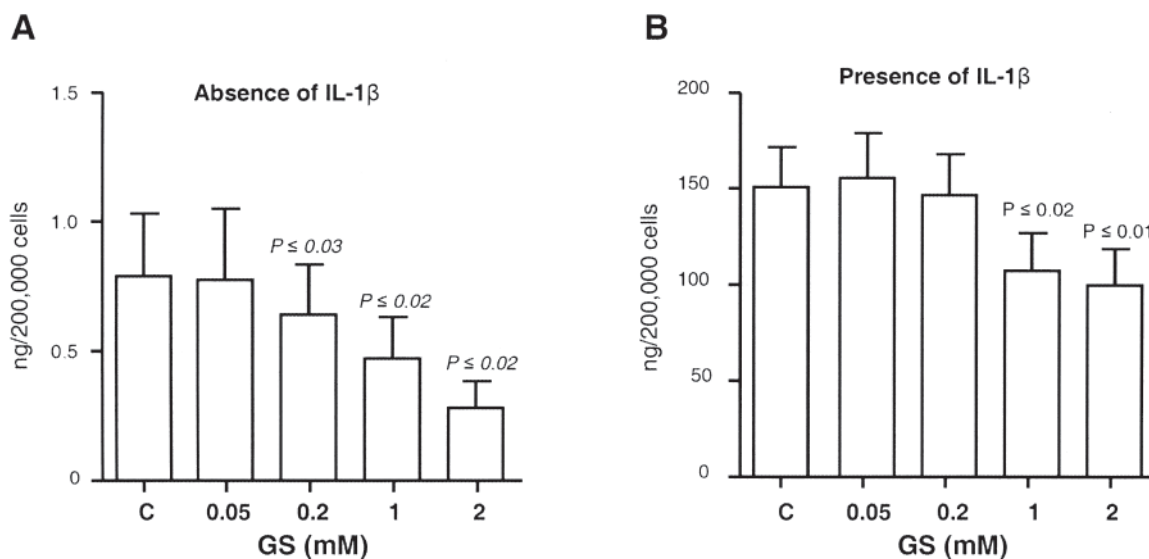 A
Absence of IL-1β
1.5
1.0
0.5
0
ng/200,000 cells
P ≤ 0.03
P ≤ 0.02
P ≤ 0.02
C 0.05 0.2 1 2
GS (mM)
B
Presence of IL-1β
200
150
100
50
0
ng/200,000 cells
P ≤ 0.02
P ≤ 0.01
C 0.05 0.2 1 2
GS (mM)